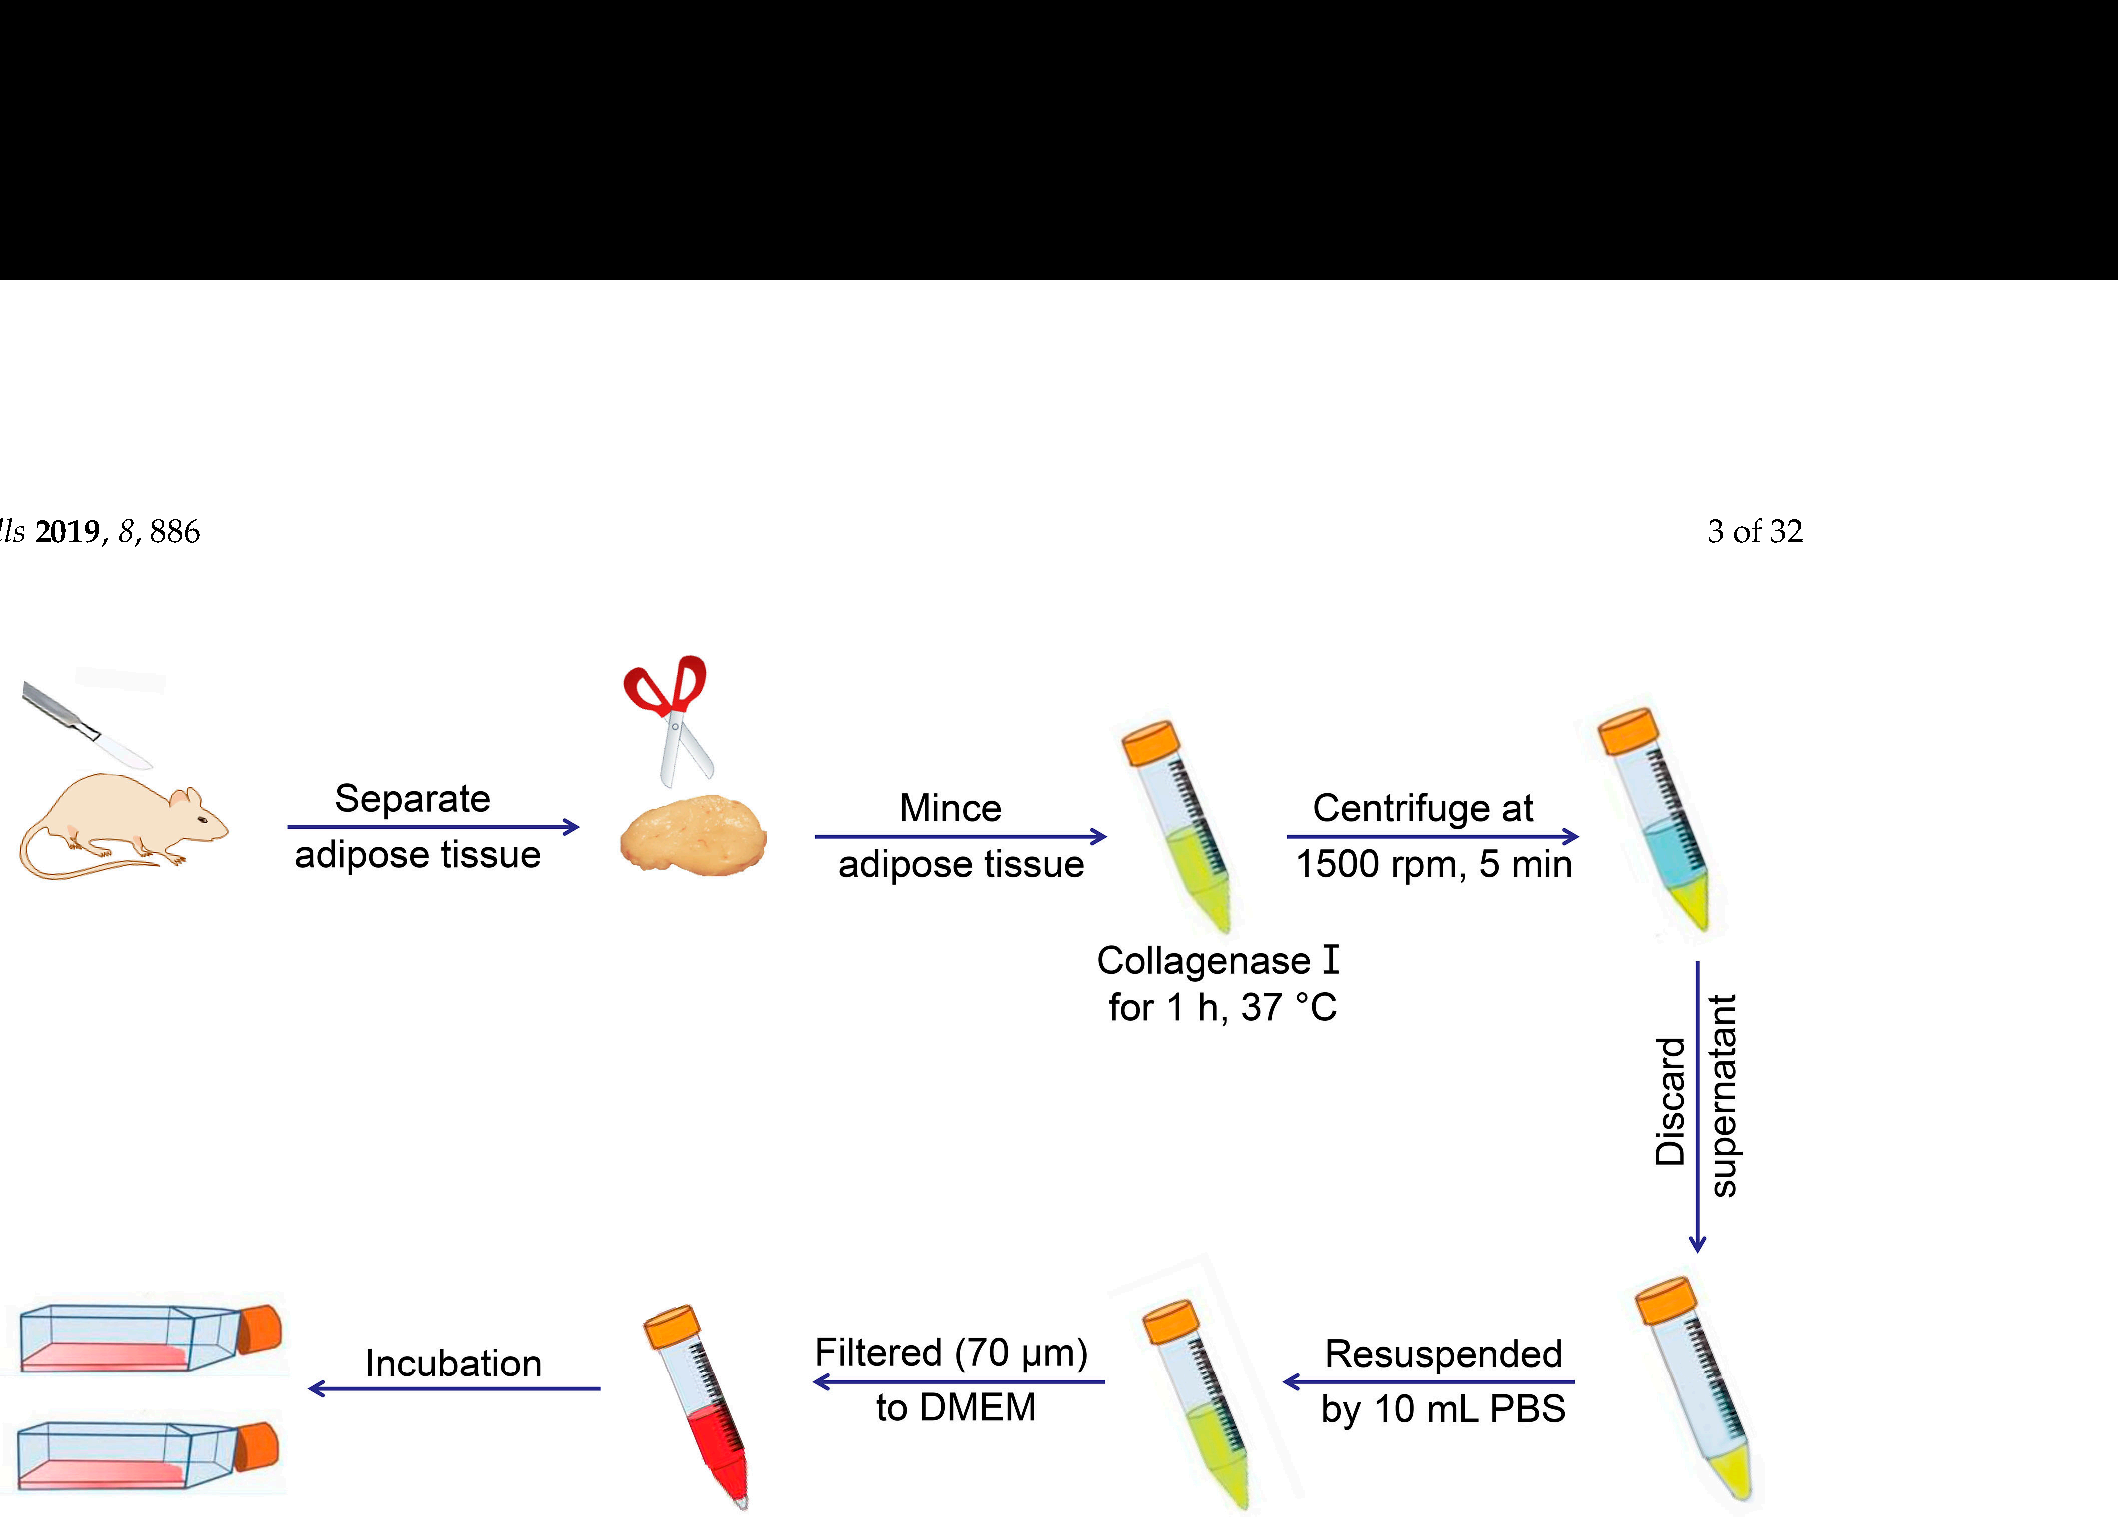 lls 2019, 8, 886
3 of 32
Separate
adipose tissue
Mince
adipose tissue
Collagenase I
for 1 h, 37 °C
Centrifuge at
1500 rpm, 5 min
Discard
supernatant
Resuspended
by 10 mL PBS
Filtered (70 µm)
to DMEM
Incubation